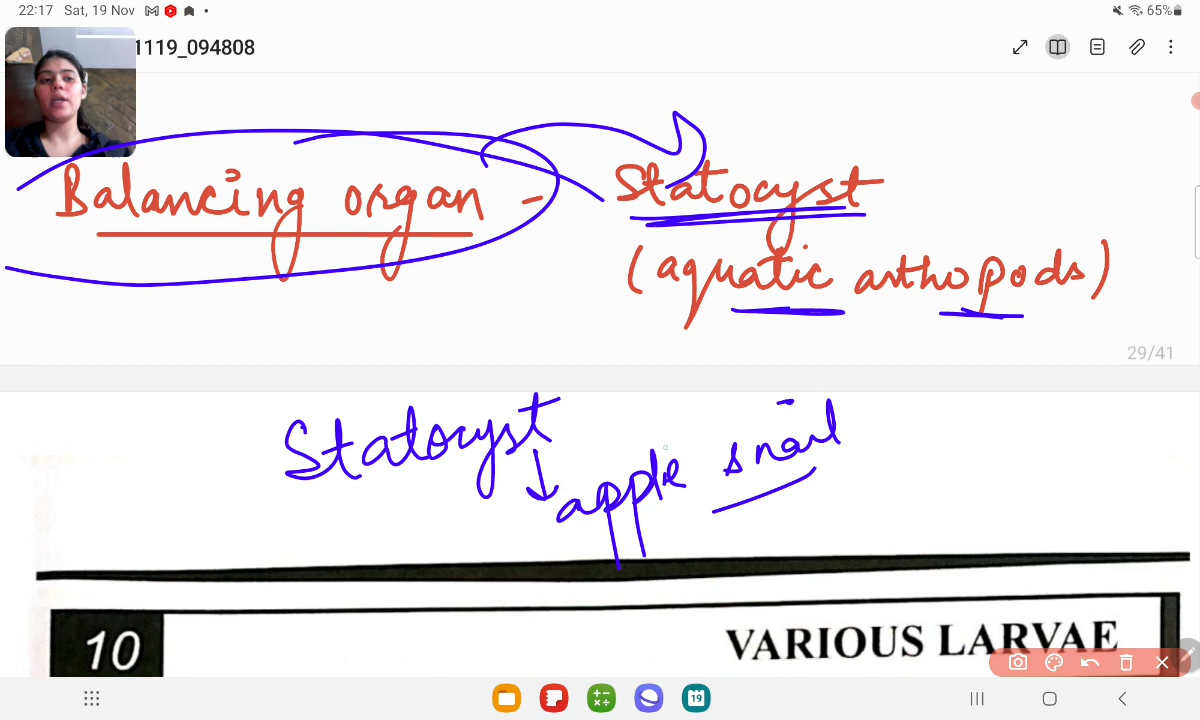 22:17 Sat, 19 Nov
65%
1119_094808
Balancing organ - Statocyst
(aquatic arthopods)
29/41
Statocyst
apple snail
10
VARIOUS LARVAE
19